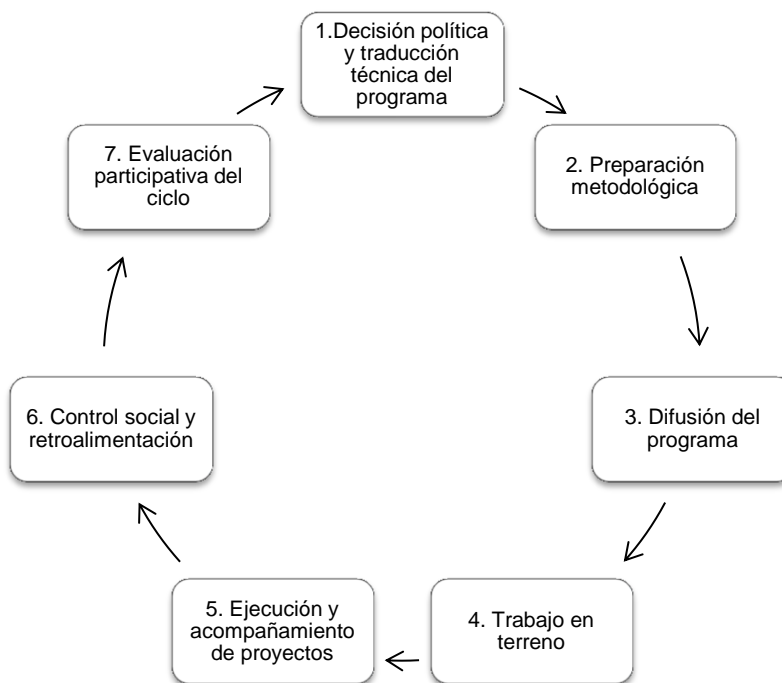 1.Decisión política
y traducción
técnica del
programa
2. Preparación
metodológica
3. Difusión del
programa
4. Trabajo en
terreno
5. Ejecución y
acompañamiento
de proyectos
6. Control social y
retroalimentación
7. Evaluación
participativa del
ciclo